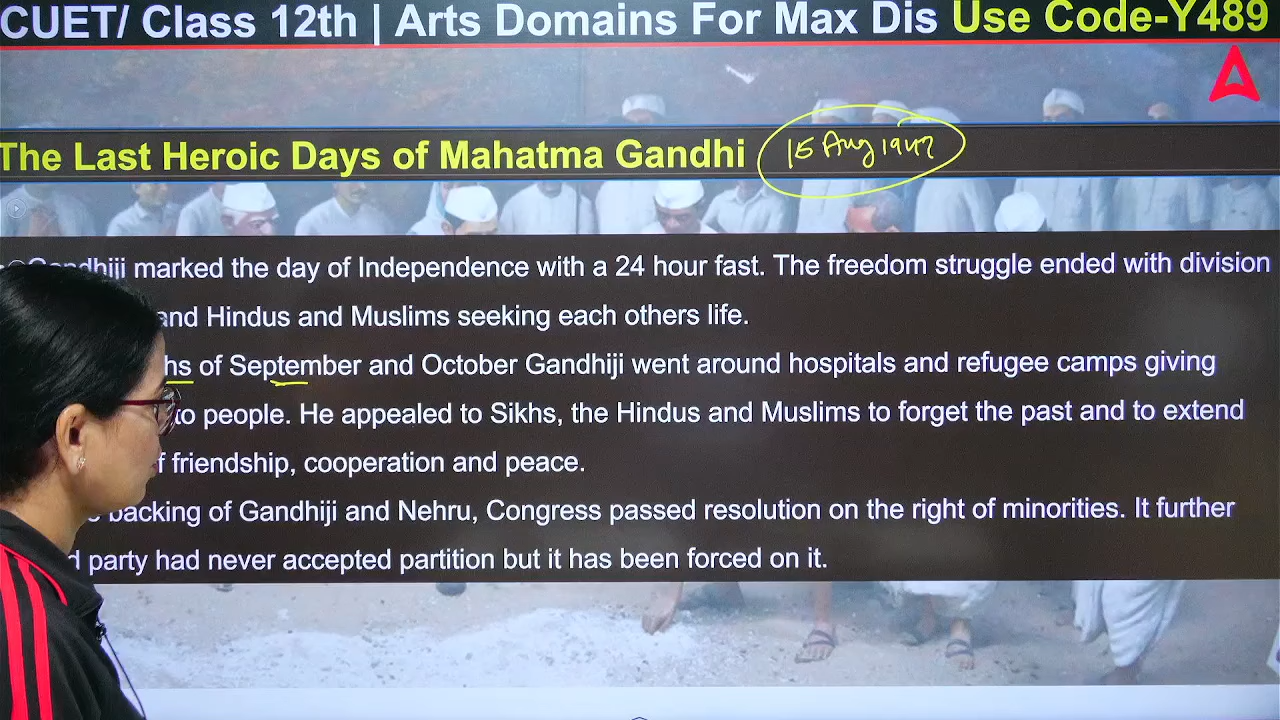 CUET/ Class 12th | Arts Domains For Max Dis Use Code-Y489
The Last Heroic Days of Mahatma Gandhi 15 Aug 1947
Gandhiji marked the day of Independence with a 24 hour fast. The freedom struggle ended with division
and Hindus and Muslims seeking each others life.
hs of September and October Gandhiji went around hospitals and refugee camps giving
to people. He appealed to Sikhs, the Hindus and Muslims to forget the past and to extend
f friendship, cooperation and peace.
backing of Gandhiji and Nehru, Congress passed resolution on the right of minorities. It further
d party had never accepted partition but it has been forced on it.